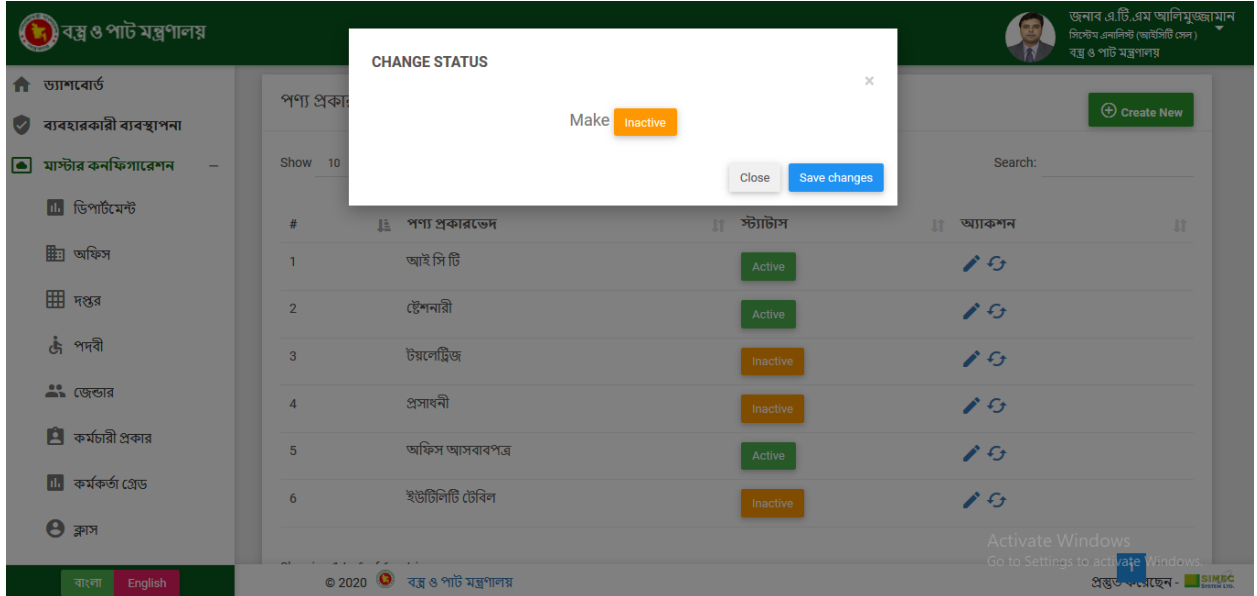 বস্ত্র ও পাট মন্ত্রণালয়
জনাব এ.টি.এম আলিমুজ্জামান
সিস্টেম এনালিস্ট (আইসিটি সেল)
বস্ত্র ও পাট মন্ত্রণালয়
CHANGE STATUS
×
Make Inactive
Close Save changes
ড্যাশবোর্ড
ব্যবহারকারী ব্যবস্থাপনা
মাস্টার কনফিগারেশন –
ডিপার্টমেন্ট
অফিস
দপ্তর
পদবী
জেন্ডার
কর্মচারী প্রকার
কর্মকর্তা গ্রেড
ক্লাস
পণ্য
Create New
Show 10 Search:
# পণ্য প্রকারভেদ স্ট্যাটাস অ্যাকশন
1 আই সি টি Active
2 ষ্টেশনারী Active
3 টয়লেট্রিজ Inactive
4 প্রসাধনী Inactive
5 অফিস আসবাবপত্র Active
6 ইউটিলিটি টেবিল Inactive
Activate Windows
Go to Settings to activate Windows.
বাংলা English
© 2020 বস্ত্র ও পাট মন্ত্রণালয়
প্রস্তুত করেছেন - SIMEC
SYSTEM LTD.